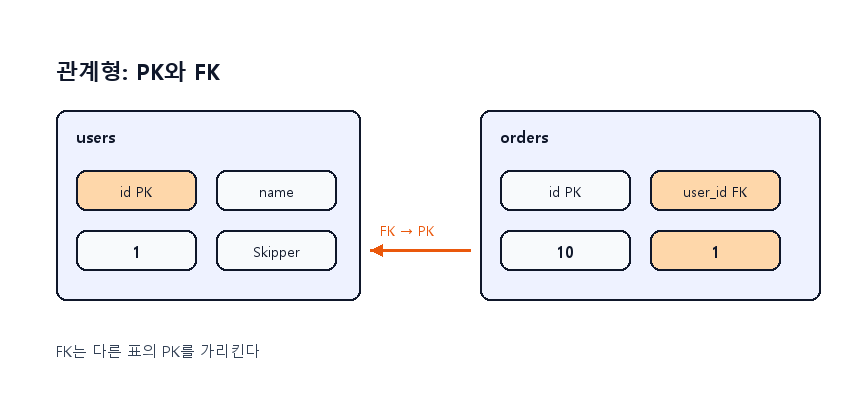 관계형: PK와 FK
users
id PK
name
1
Skipper
FK → PK
orders
id PK
user_id FK
10
1
FK는 다른 표의 PK를 가리킨다